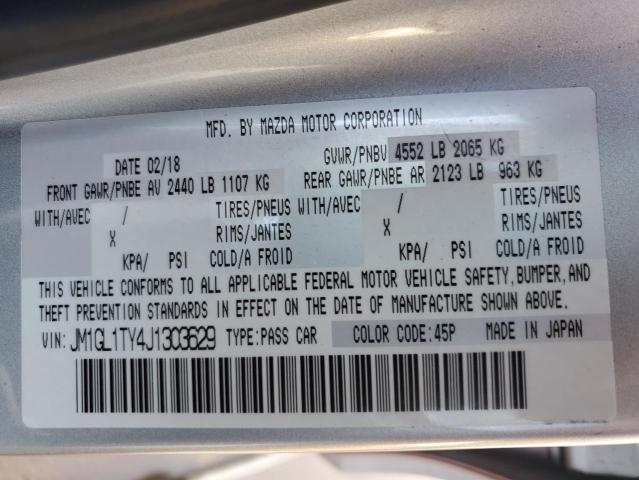 MFD. BY MAZDA MOTOR CORPORATION
DATE 02/18 GVWR/PNBV 4552 LB 2065 KG
FRONT GAWR/PNBE AV 2440 LB 1107 KG REAR GAWR/PNBE AR 2123 LB 963 KG
WITH/AVEC / TIRES/PNEUS WITH/AVEC / TIRES/PNEUS
X RIMS/JANTES X RIMS/JANTES
KPA/ PSI COLD/A FROID KPA/ PSI COLD/A FROID
THIS VEHICLE CONFORMS TO ALL APPLICABLE FEDERAL MOTOR VEHICLE SAFETY,BUMPER,AND
THEFT PREVENTION STANDARDS IN EFFECT ON THE DATE OF MANUFACTURE SHOWN ABOVE.
VIN: JM1GL1TY4J1303629 TYPE:PASS CAR COLOR CODE:45P MADE IN JAPAN